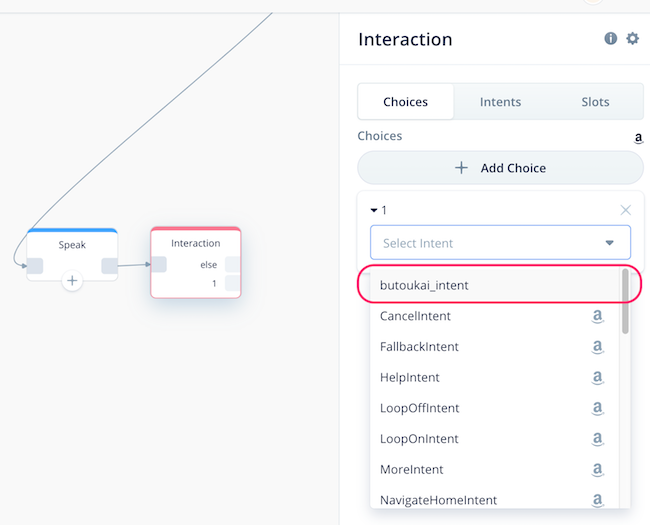 Interaction
Choices
Intents
Slots
Choices
a
+ Add Choice
1
Select Intent
butoukai_intent
CancelIntent
a
FallbackIntent
a
HelpIntent
a
LoopOffIntent
a
LoopOnIntent
a
MoreIntent
a
NavigateHomeIntent
a
Speak
Interaction
else
1